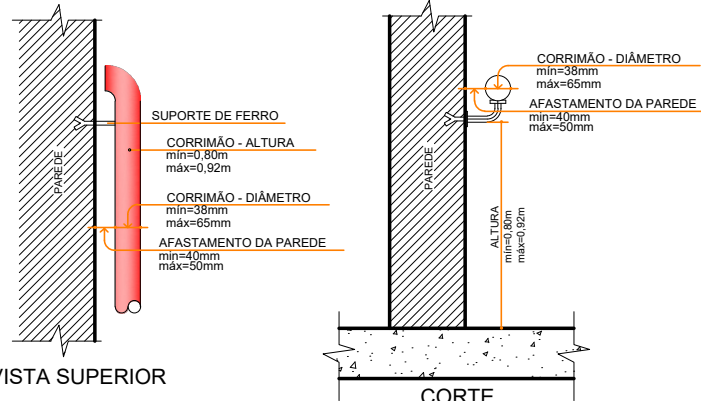 SUPORTE DE FERRO
CORRIMÃO - ALTURA
mín=0,80m
máx=0,92m
PAREDE
CORRIMÃO - DIÂMETRO
mín=38mm
máx=65mm
AFASTAMENTO DA PAREDE
mín=40mm
máx=50mm
VISTA SUPERIOR
CORRIMÃO - DIÂMETRO
mín=38mm
máx=65mm
AFASTAMENTO DA PAREDE
mín=40mm
máx=50mm
PAREDE
ALTURA
mín=0,80m
máx=0,92m
CORTE